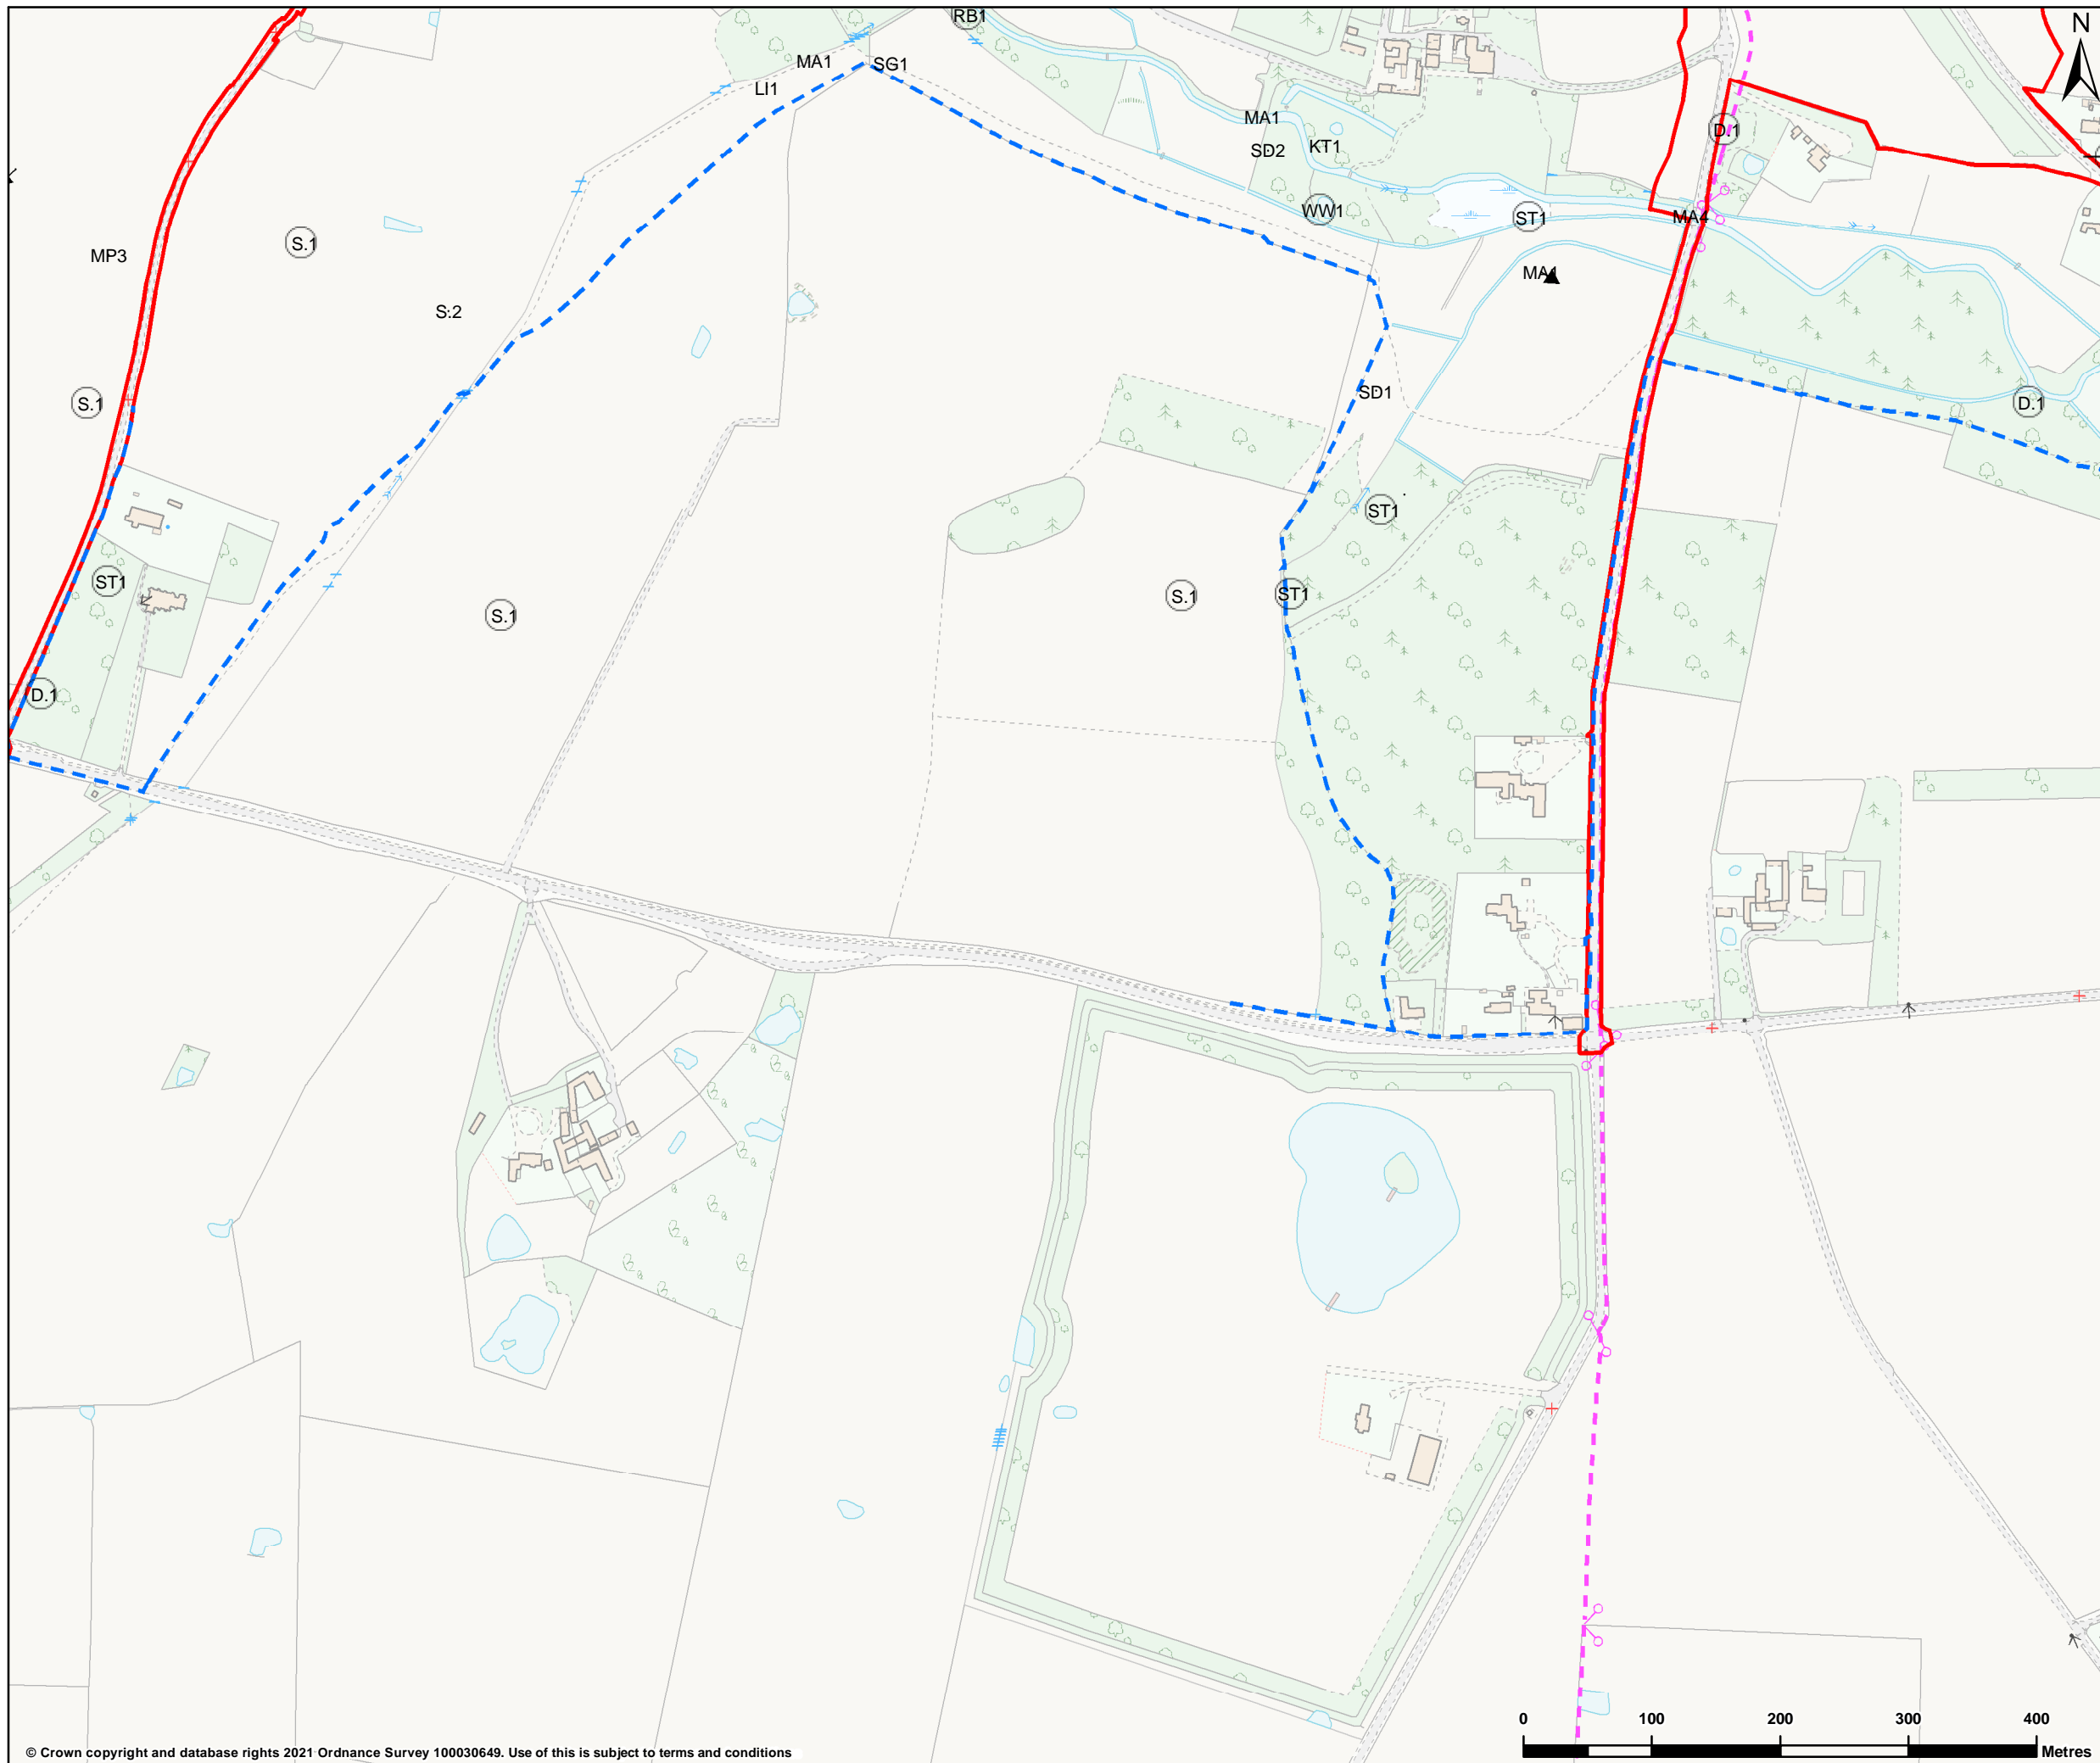 RB1
N
MA1
SG1
LI1
MA1
D.1
KT1
SD2
WW1
ST1
MA4
S.1
MP3
MA1
S.2
SD1
S.1
D.1
ST1
ST1
S.1
ST1
S.1
D.1
0 100 200 300 400
Metres
© Crown copyright and database rights 2021 Ordnance Survey 100030649. Use of this is subject to terms and conditions